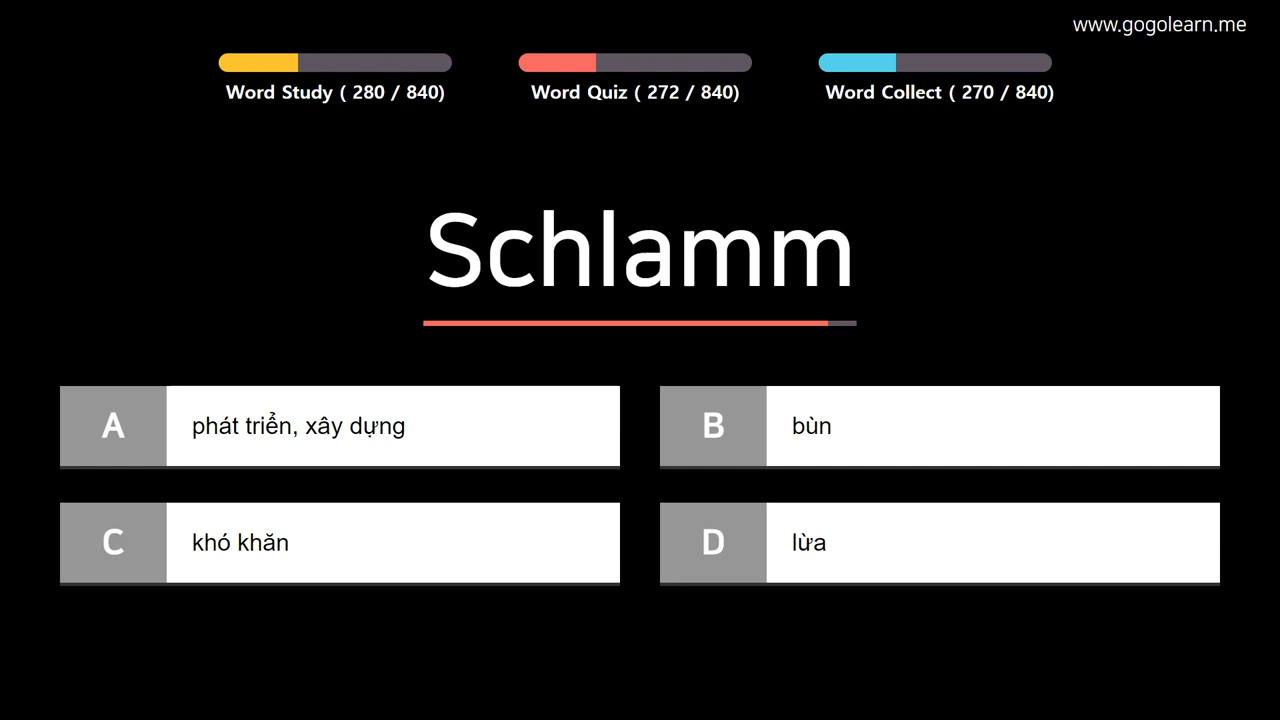 www.gogolearn.me
Word Study ( 280 / 840)
Word Quiz ( 272 / 840)
Word Collect ( 270 / 840)
Schlamm
A
phát triển, xây dựng
B
bùn
C
khó khăn
D
lừa